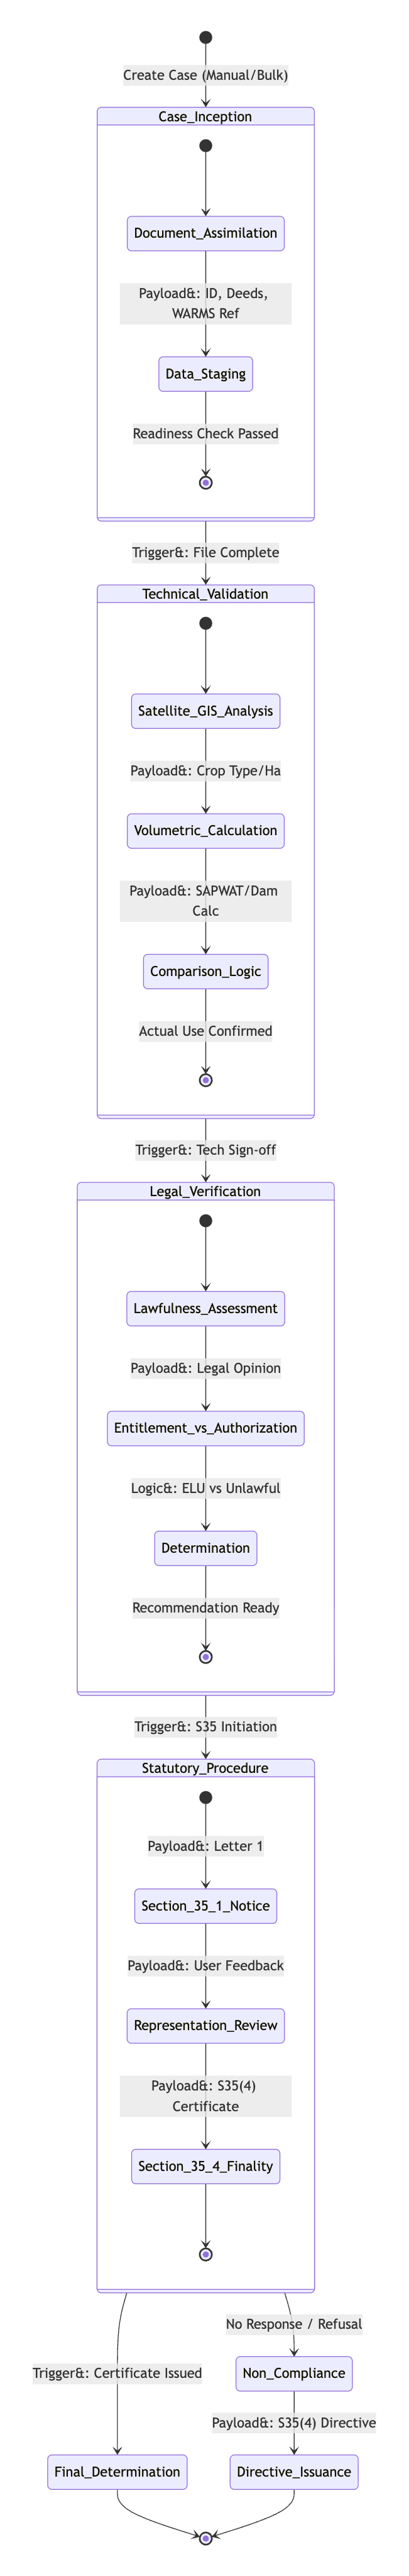 Create Case (Manual/Bulk)
Case_Inception
Document_Assimilation
Payload&: ID, Deeds,
WARMS Ref
Data_Staging
Readiness Check Passed
Trigger&: File Complete
Technical_Validation
Satellite_GIS_Analysis
Payload&: Crop Type/Ha
Volumetric_Calculation
Payload&: SAPWAT/Dam
Calc
Comparison_Logic
Actual Use Confirmed
Trigger&: Tech Sign-off
Legal_Verification
Lawfulness_Assessment
Payload&: Legal Opinion
Entitlement_vs_Authorization
Logic&: ELU vs Unlawful
Determination
Recommendation Ready
Trigger&: S35 Initiation
Statutory_Procedure
Payload&: Letter 1
Section_35_1_Notice
Payload&: User Feedback
Representation_Review
Payload&: S35(4)
Certificate
Section_35_4_Finality
No Response / Refusal
Trigger&: Certificate Issued
Non_Compliance
Payload&: S35(4) Directive
Final_Determination
Directive_Issuance